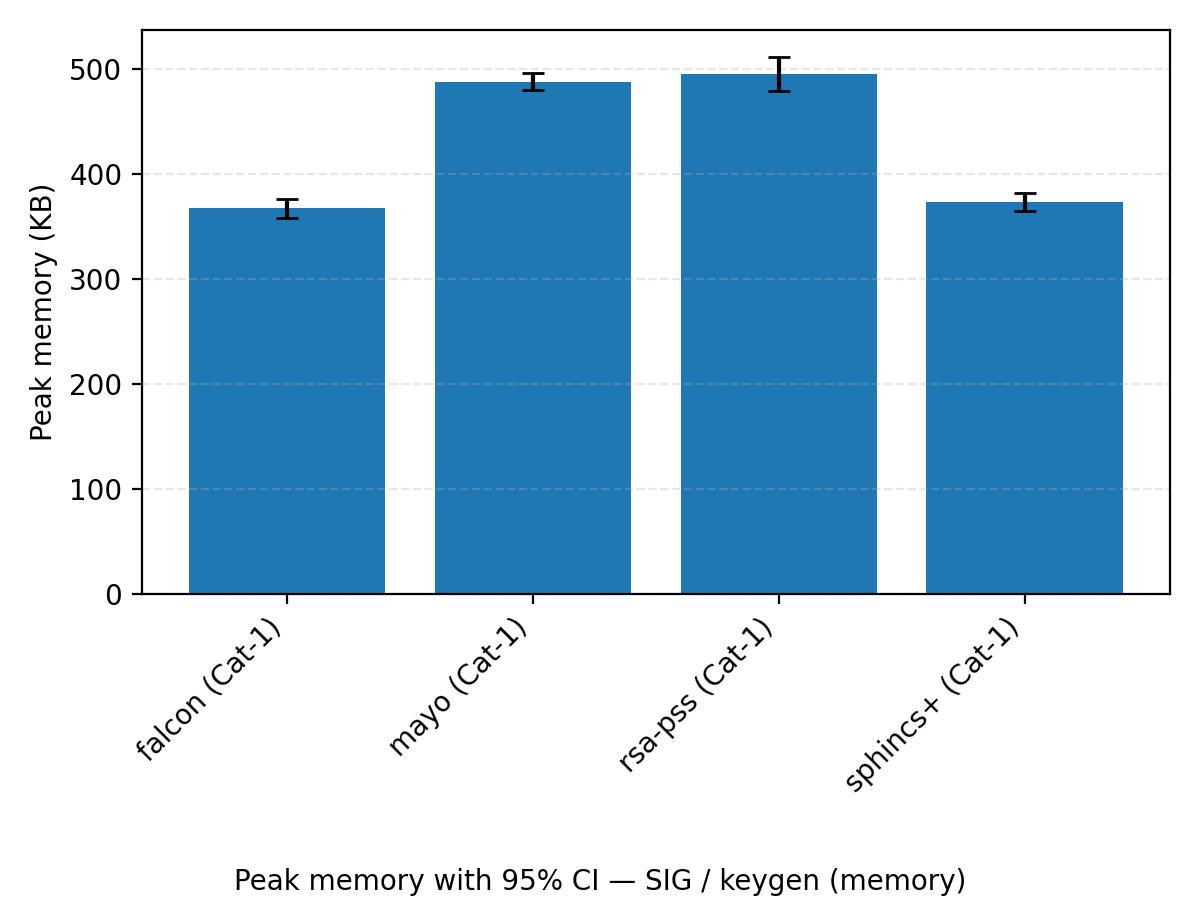 500
400
300
200
100
0
Peak memory (KB)
falcon (Cat-1)
mayo (Cat-1)
rsa-pss (Cat-1)
sphincs+ (Cat-1)
Peak memory with 95% CI — SIG / keygen (memory)